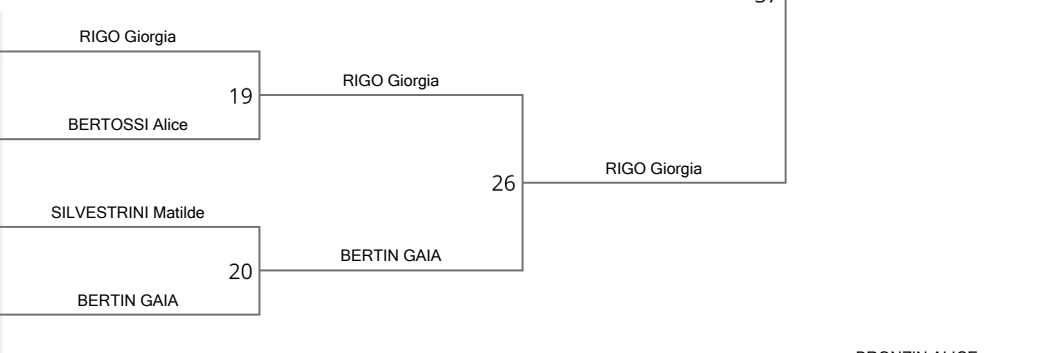 RIGO Giorgia
RIGO Giorgia
19
BERTOSSI Alice
RIGO Giorgia
26
SILVESTRINI Matilde
BERTIN GAIA
20
BERTIN GAIA